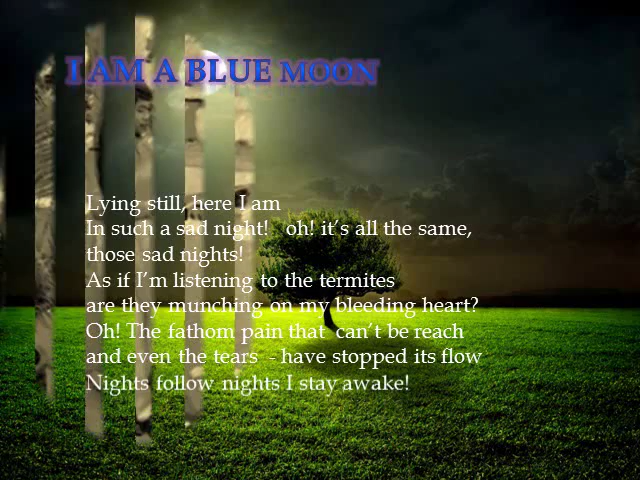 I AM A BLUE MOON
Lying still, here I am
In such a sad night!   oh! it's all the same,
those sad nights!
As if I'm listening to the termites
are they munching on my bleeding heart?
Oh! The fathom pain that  can't be reach
and even the tears  - have stopped its flow
Nights follow nights I stay awake!